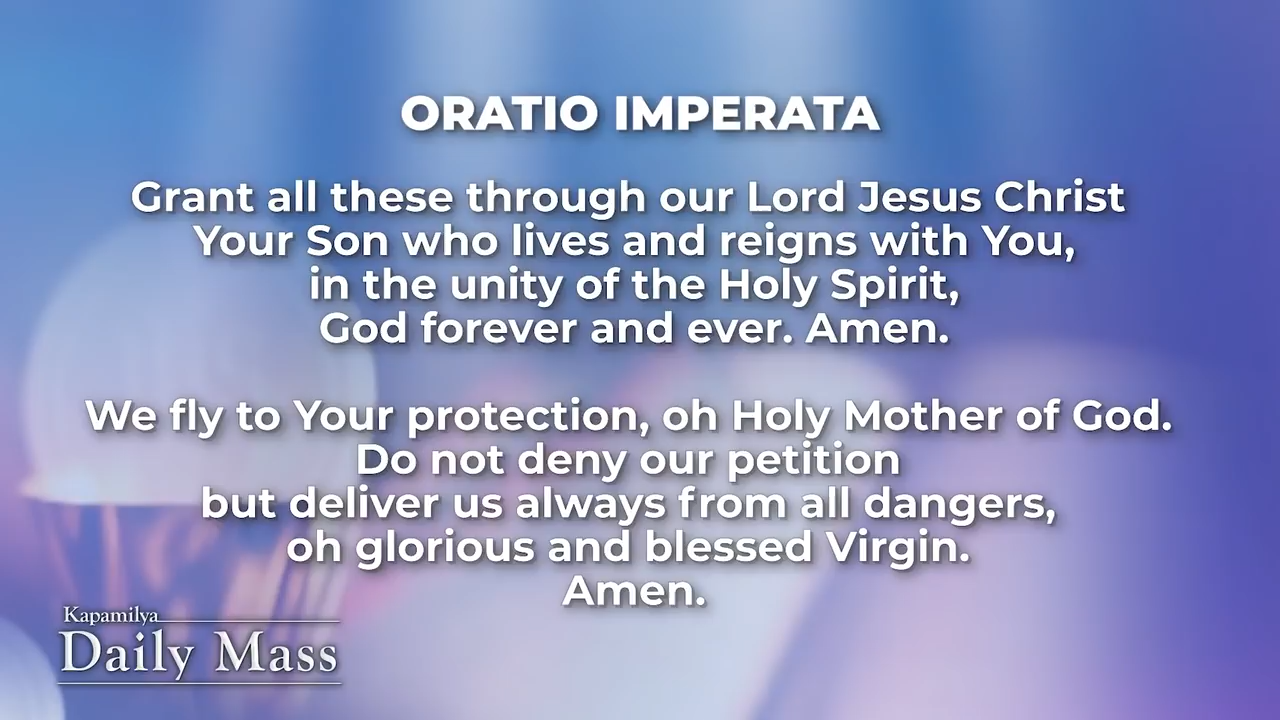 ORATIO IMPERATA
Grant all these through our Lord Jesus Christ
Your Son who lives and reigns with You,
in the unity of the Holy Spirit,
God forever and ever. Amen.
We fly to Your protection, oh Holy Mother of God.
Do not deny our petition
but deliver us always from all dangers,
oh glorious and blessed Virgin.
Amen.
Kapamilya
Daily Mass